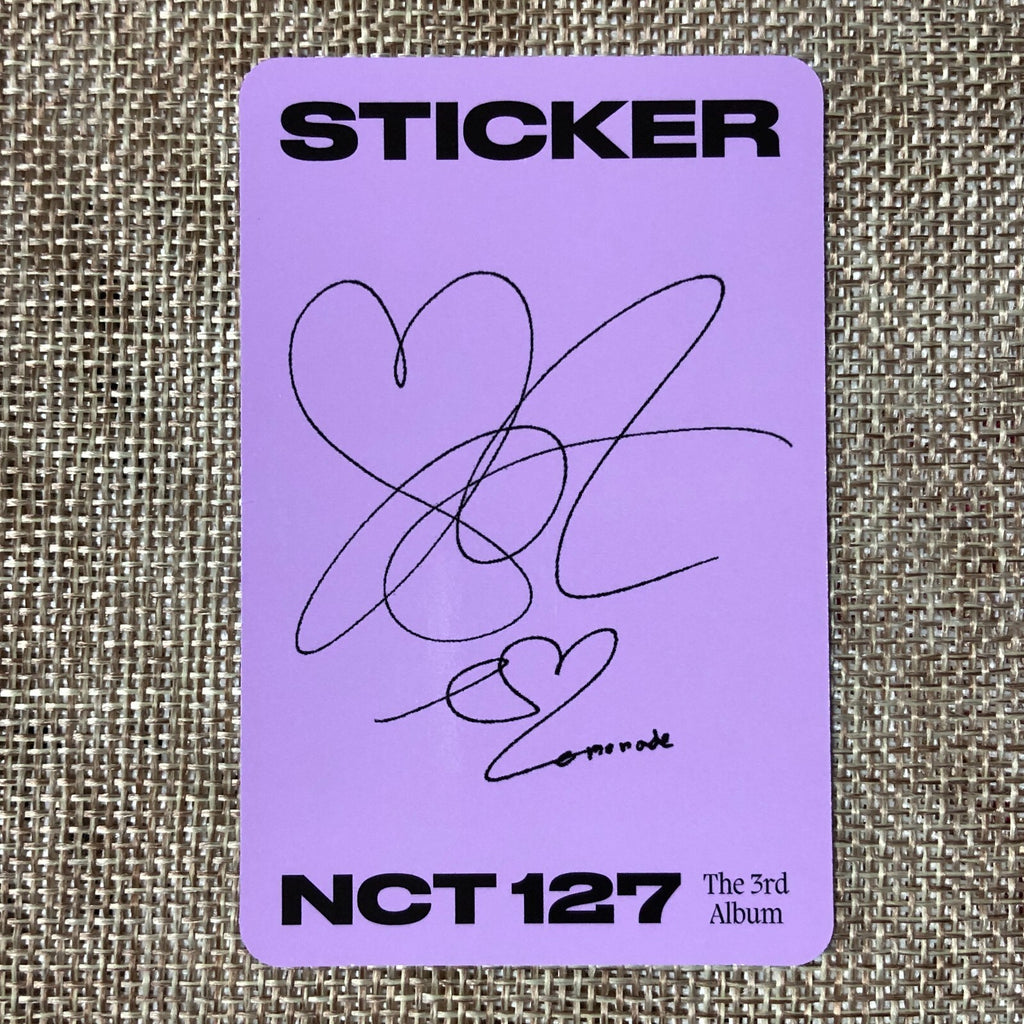 STICKER
Lemonade
NCT 127
The 3rd
Album